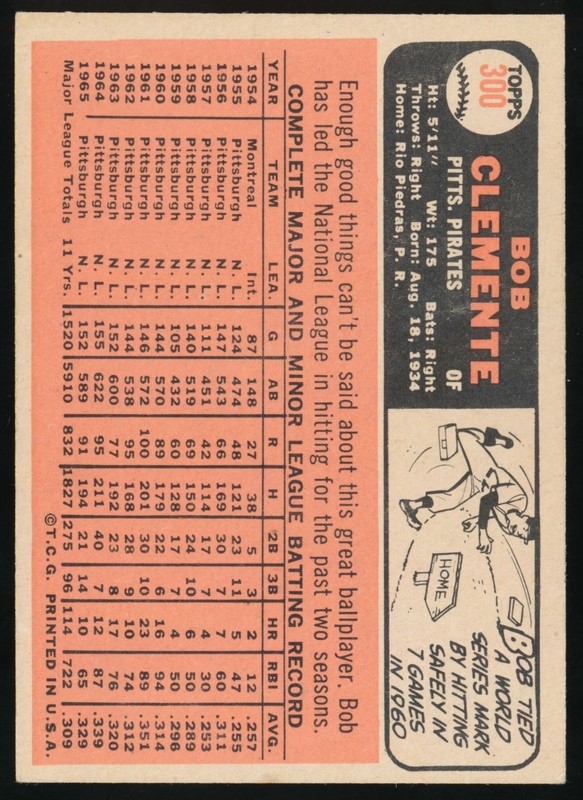 TOPPS
300
BOB
CLEMENTE
PITTS. PIRATES OF
Ht: 5'11" Wt: 175 Bats: Right
Throws: Right Born: Aug. 18, 1934
Home: Rio Piedras, P. R.
HOME
BOB TIED
A WORLD
SERIES MARK
BY HITTING
SAFELY IN
7 GAMES
IN 1960
Enough good things can't be said about this great ballplayer. Bob
has led the National League in hitting for the past two seasons.
COMPLETE MAJOR AND MINOR LEAGUE BATTING RECORD
YEAR TEAM LEA. G AB R H 2B 3B HR RBI AVG.
1954 Montreal Int. 87 148 27 38 5 3 2 12 .257
1955 Pittsburgh N. L. 124 474 48 121 23 11 5 47 .255
1956 Pittsburgh N. L. 147 543 66 169 30 7 7 60 .311
1957 Pittsburgh N. L. 111 451 42 114 17 7 4 30 .253
1958 Pittsburgh N. L. 140 519 69 150 24 10 6 50 .289
1959 Pittsburgh N. L. 105 432 60 128 17 7 4 50 .296
1960 Pittsburgh N. L. 144 570 89 179 22 6 16 94 .314
1961 Pittsburgh N. L. 146 572 100 201 30 10 23 89 .351
1962 Pittsburgh N. L. 144 538 95 168 28 9 10 74 .312
1963 Pittsburgh N. L. 152 600 77 192 23 8 17 76 .320
1964 Pittsburgh N. L. 155 622 95 211 40 7 12 87 .339
1965 Pittsburgh N. L. 152 589 91 194 21 14 10 65 .329
Major League Totals 11 Yrs. 1520 5910 832 1827 275 96 114 722 .309
©T.C.G. PRINTED IN U.S.A.